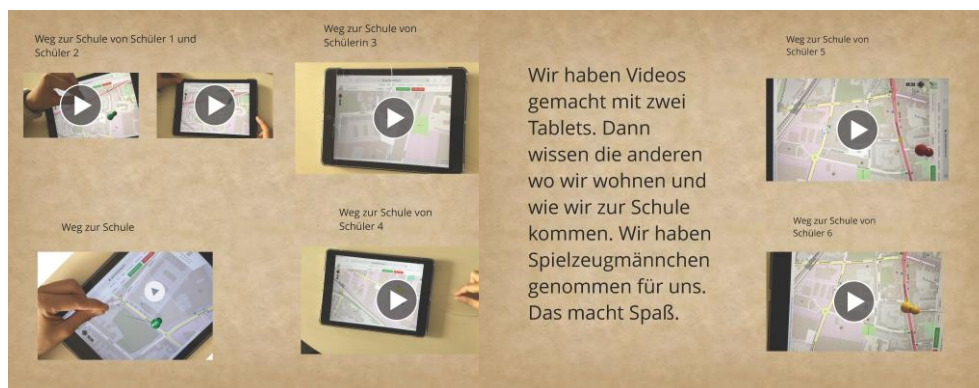 Weg zur Schule von Schüler 1 und
Schüler 2
Weg zur Schule von
Schülerin 3
Weg zur Schule
Weg zur Schule von
Schüler 4
Wir haben Videos
gemacht mit zwei
Tablets. Dann
wissen die anderen
wo wir wohnen und
wie wir zur Schule
kommen. Wir haben
Spielzeugmännchen
genommen für uns.
Das macht Spaß.
Weg zur Schule von
Schüler 5
Weg zur Schule von
Schüler 6